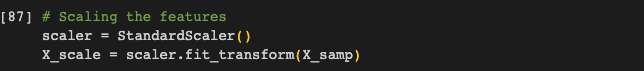 [87] # Scaling the features
scaler = StandardScaler()
X_scale = scaler.fit_transform(X_samp)